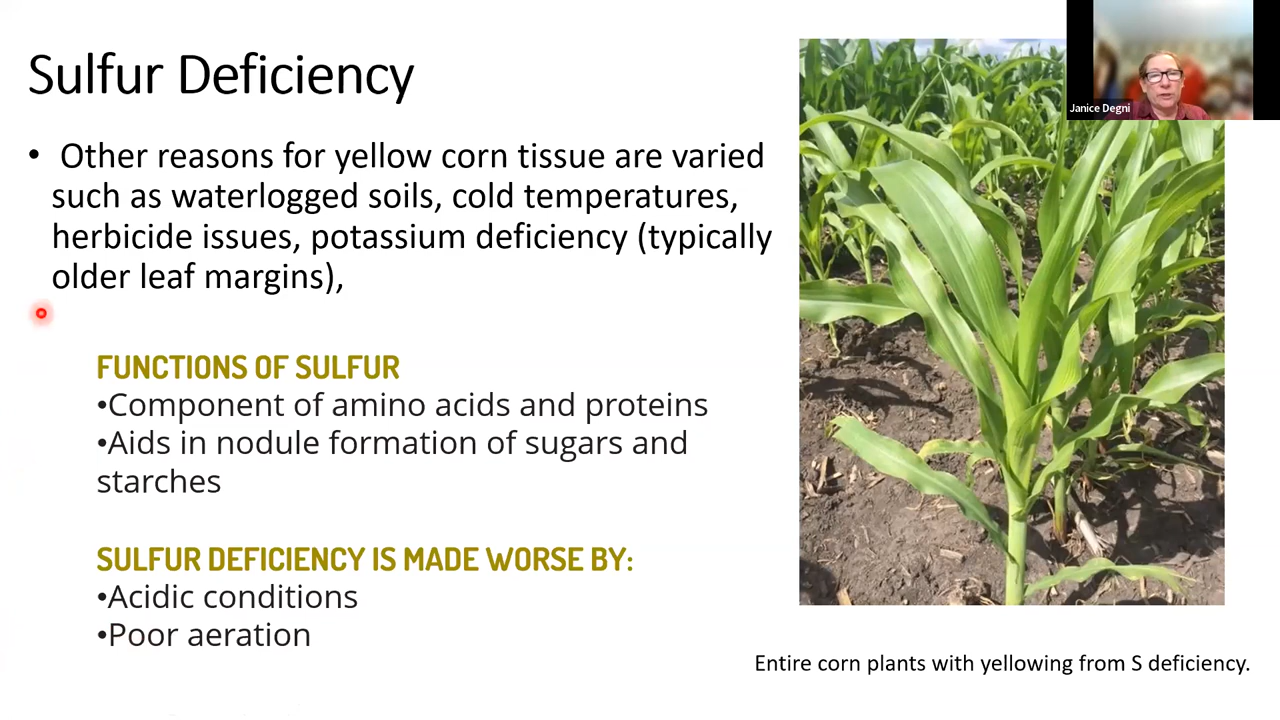 Sulfur Deficiency
Janice Degni
• Other reasons for yellow corn tissue are varied
such as waterlogged soils, cold temperatures,
herbicide issues, potassium deficiency (typically
older leaf margins),
FUNCTIONS OF SULFUR
•Component of amino acids and proteins
•Aids in nodule formation of sugars and
starches
SULFUR DEFICIENCY IS MADE WORSE BY:
•Acidic conditions
•Poor aeration
Entire corn plants with yellowing from S deficiency.